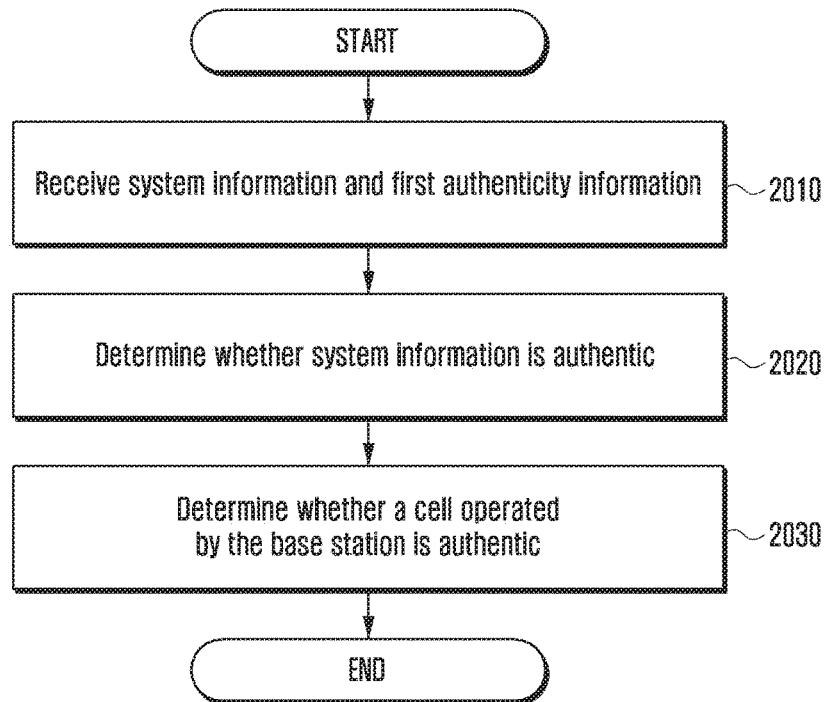 START
Receive system information and first authenticity information
2010
Determine whether system information is authentic
2020
Determine whether a cell operated
by the base station is authentic
2030
END